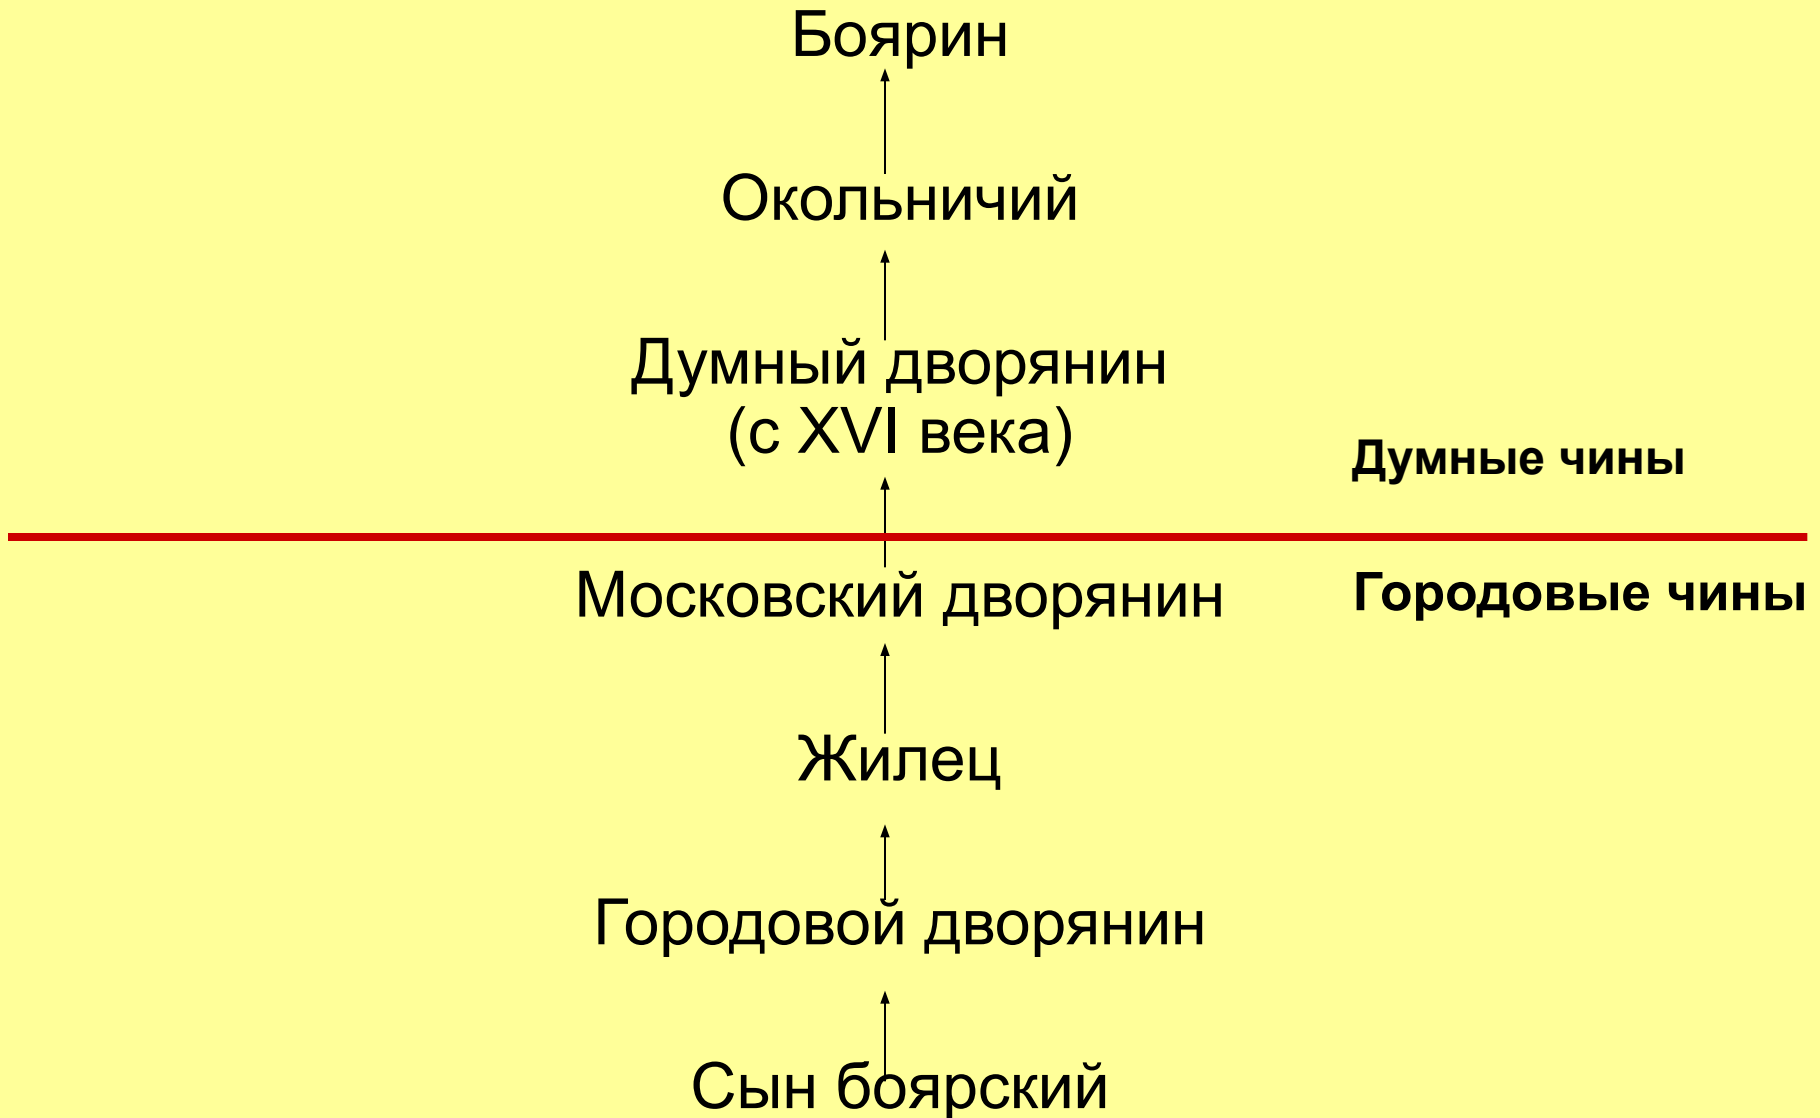 Боярин
Окольничий
Думный дворянин
(с XVI века)
Думные чины
Московский дворянин
Городовые чины
Жилец
Городовой дворянин
Сын боярский